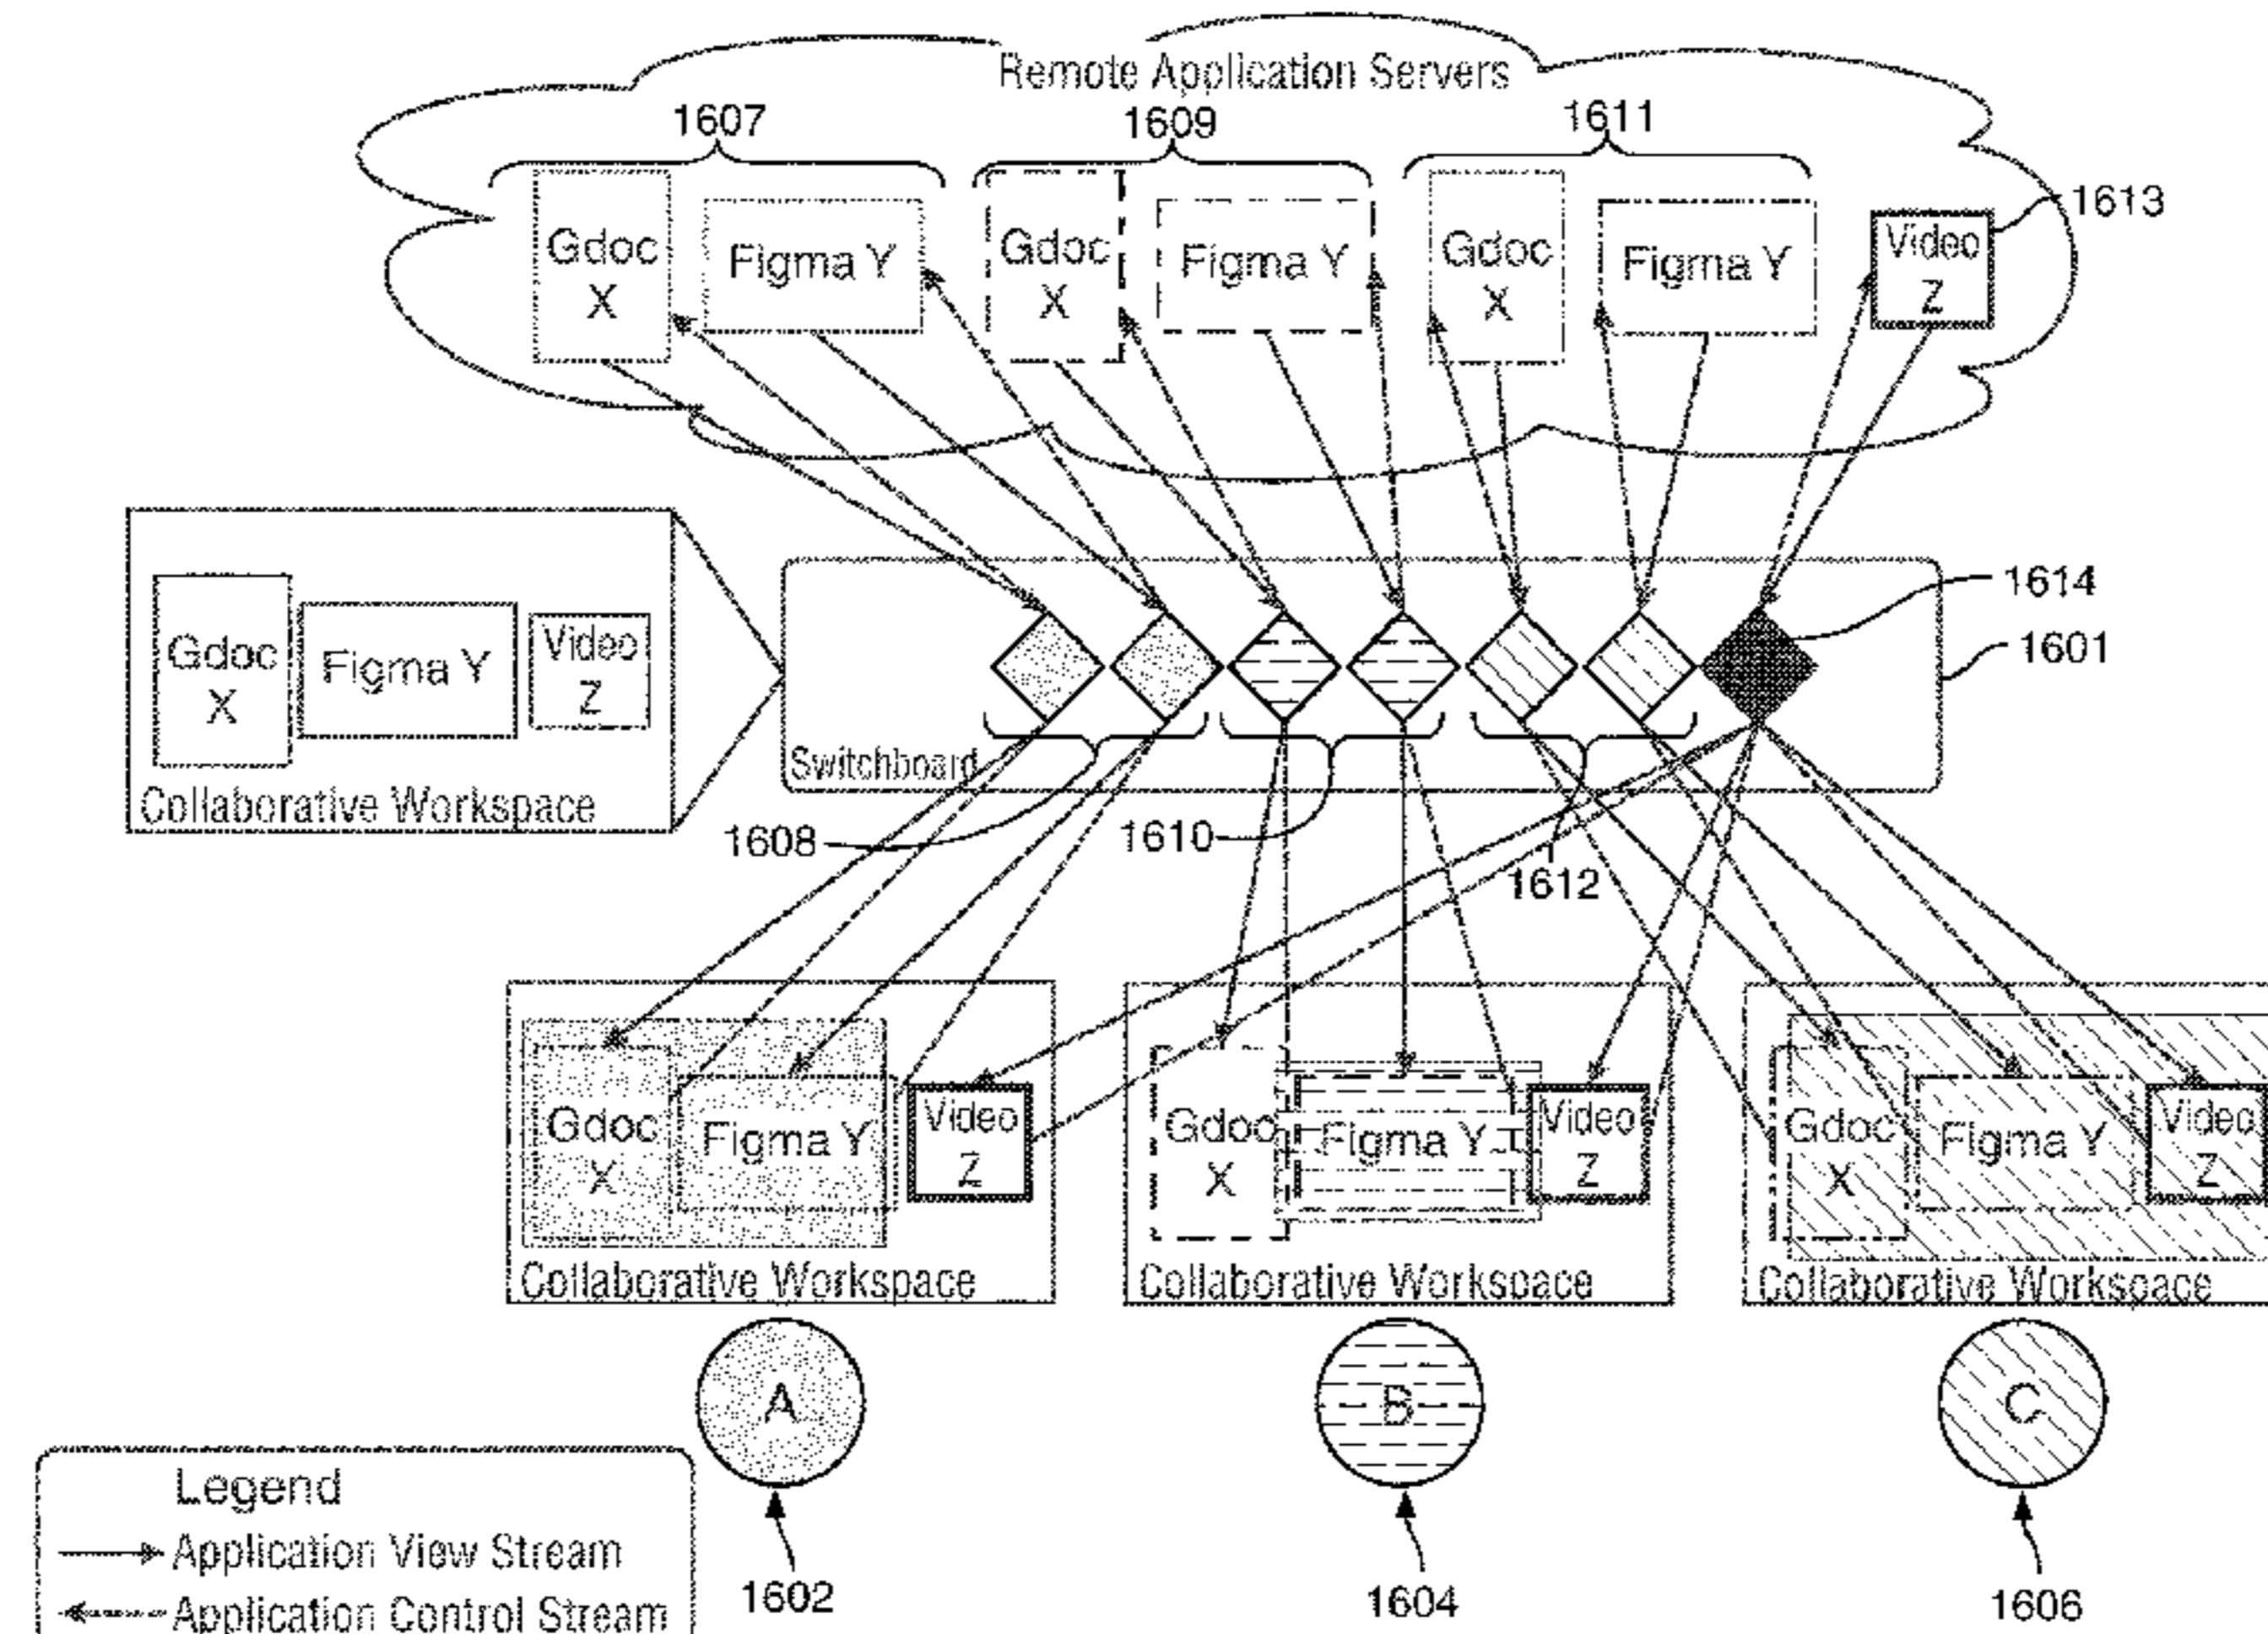 Remote Application Servers
1607
1609
1611
Gdoc
X
Figma Y
Gdoc
X
Figma Y
Gdoc
X
Figma Y
Video
Z
1613
Gdoc
X
Figma Y
Video
Z
Collaborative Workspace
Switchboard
1614
1601
1608
1610
1612
Gdoc
X
Figma Y
Video
Z
Collaborative Workspace
Gdoc
X
Figma Y
Video
Z
Collaborative Workspace
Gdoc
X
Figma Y
Video
Z
Collaborative Workspace
A
B
C
1602
1604
1606
Legend
Application View Stream
Application Control Stream